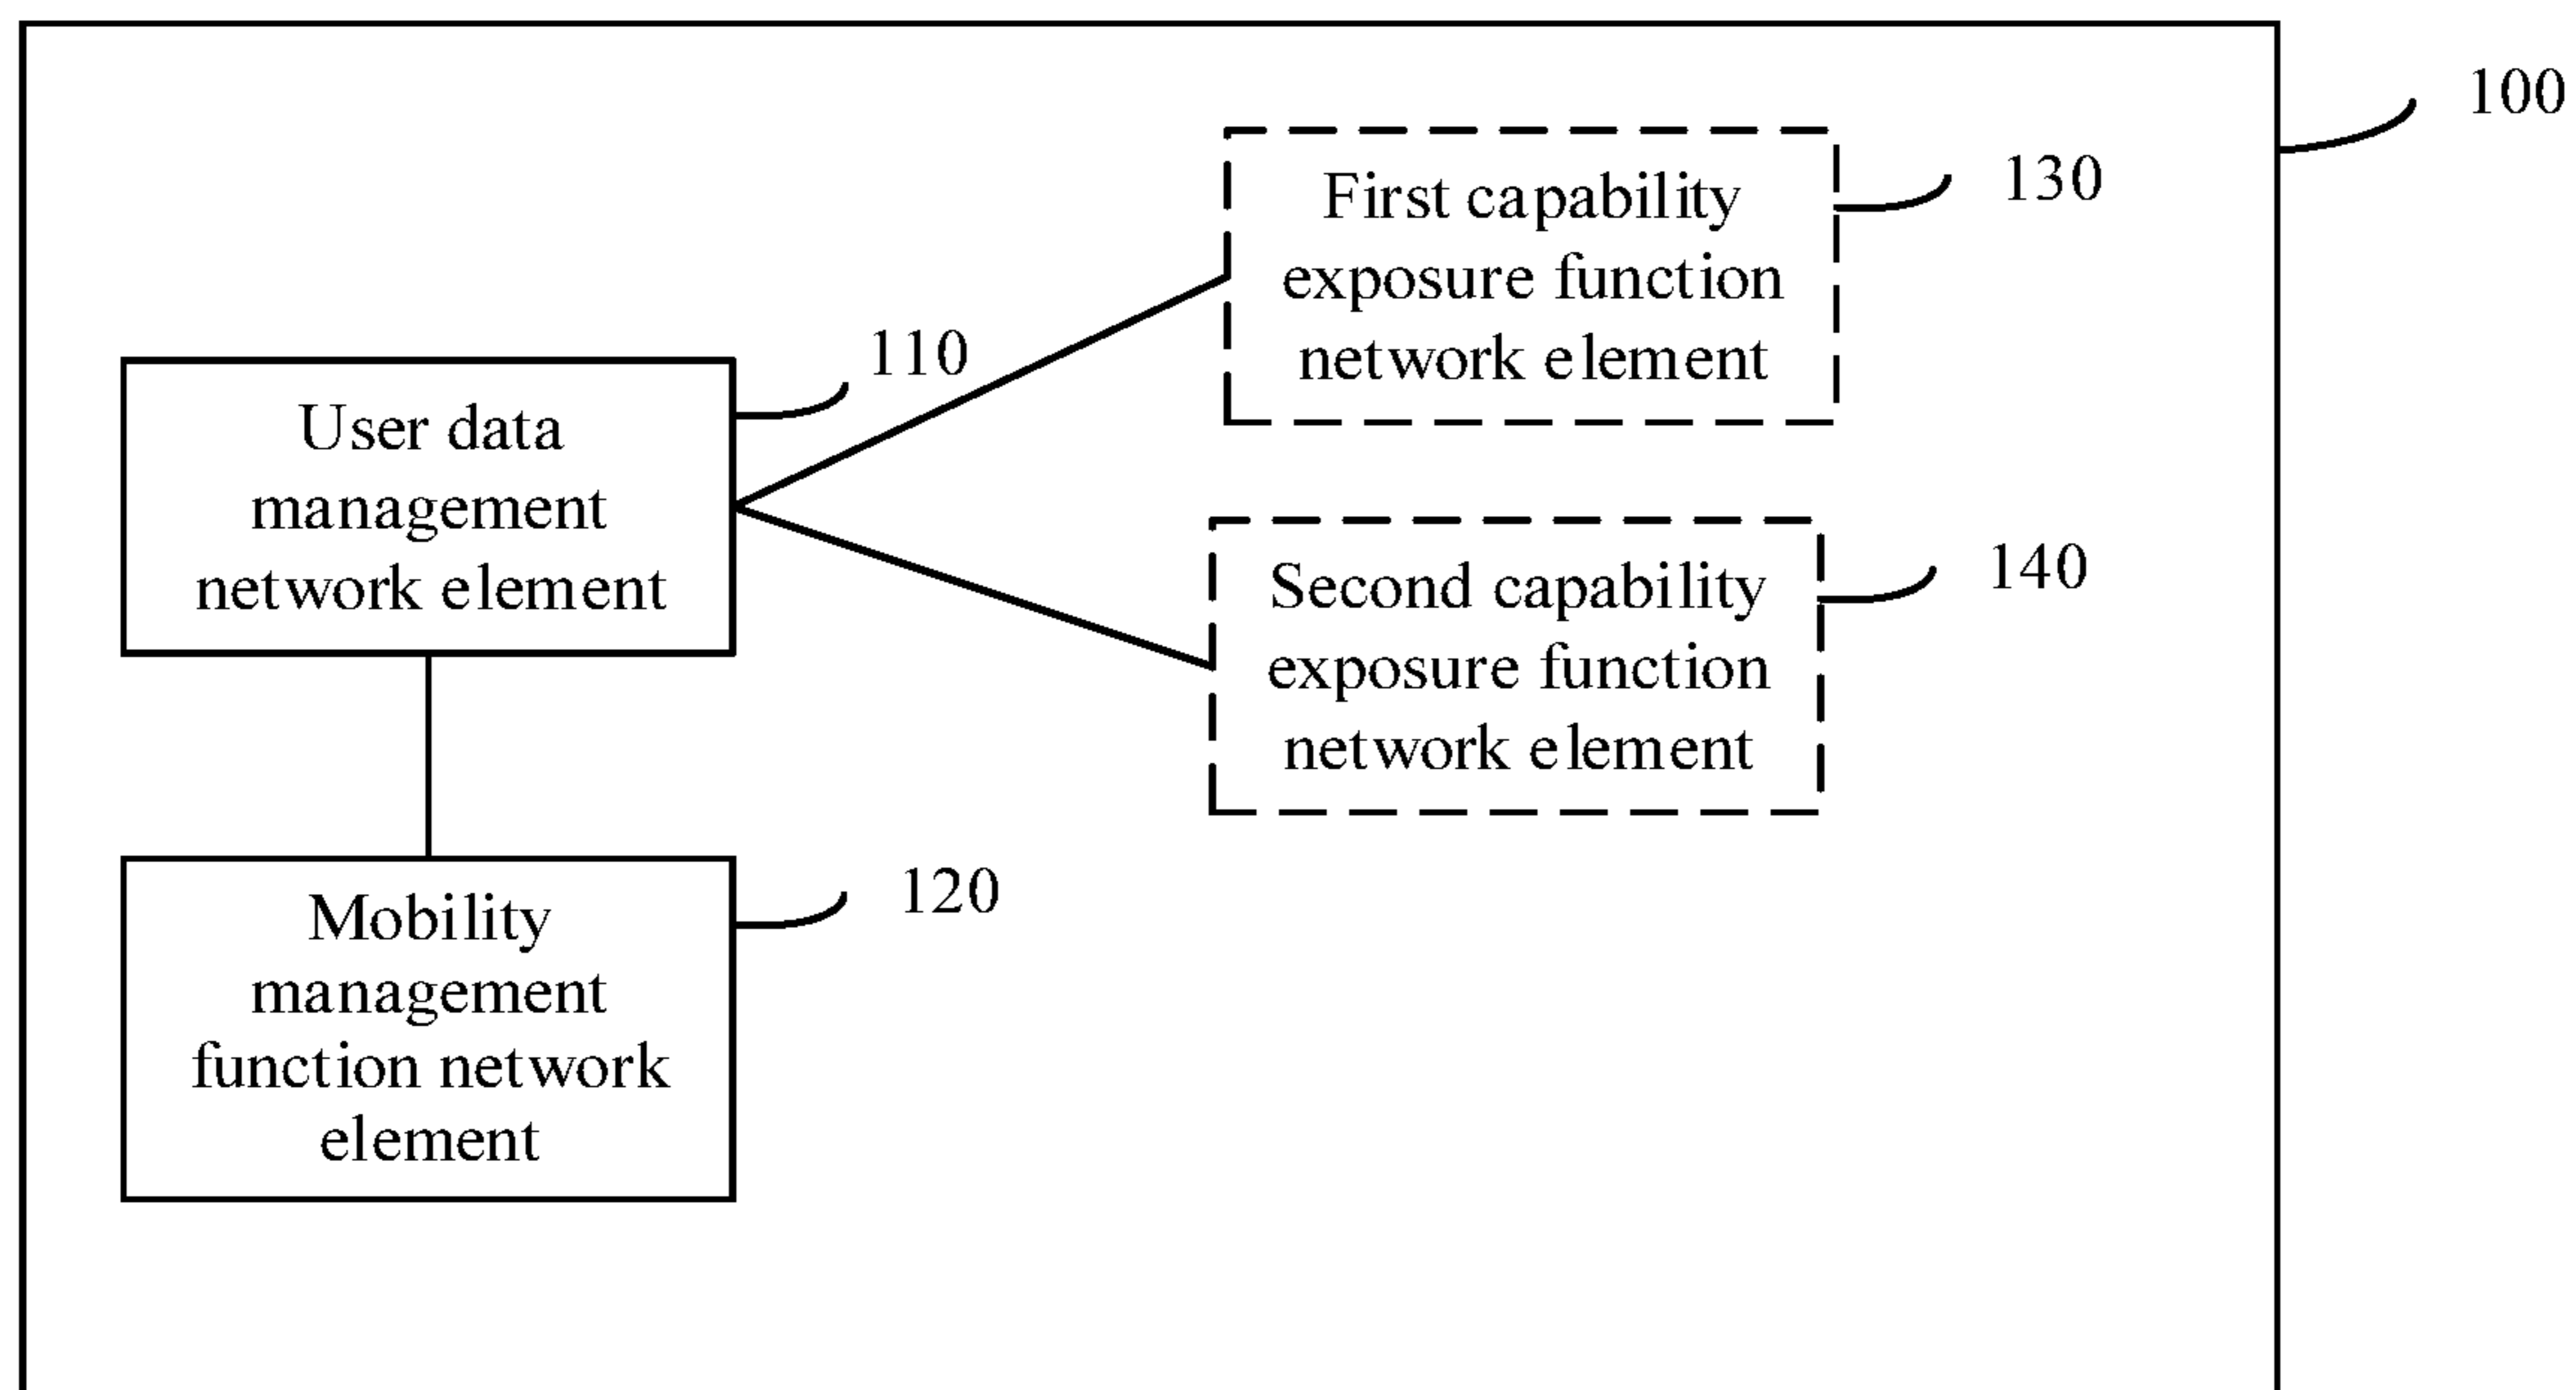 100
First capability
exposure function
network element
130
110
User data
management
network element
Second capability
exposure function
network element
140
Mobility
management
function network
element
120